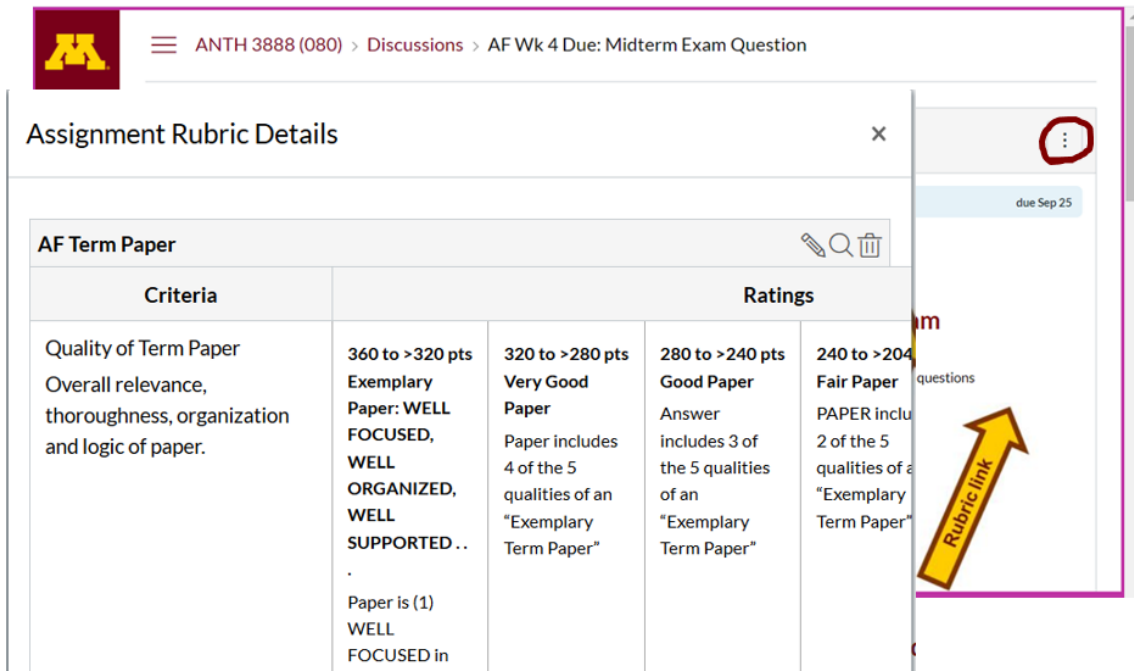 ANTH 3888 (080) > Discussions > AF Wk 4 Due: Midterm Exam Question
Assignment Rubric Details
due Sep 25
AF Term Paper
Criteria
Ratings
Quality of Term Paper
Overall relevance,
thoroughness, organization
and logic of paper.
360 to >320 pts
Exemplary
Paper: WELL
FOCUSED,
WELL
ORGANIZED,
WELL
SUPPORTED . .
.
Paper is (1)
WELL
FOCUSED in
320 to >280 pts
Very Good
Paper
Paper includes
4 of the 5
qualities of an
“Exemplary
Term Paper”
280 to >240 pts
Good Paper
Answer
includes 3 of
the 5 qualities
of an
“Exemplary
Term Paper”
240 to >204
Fair Paper
PAPER inclu
2 of the 5
qualities of a
“Exemplary
Term Paper”
questions
Rubric link